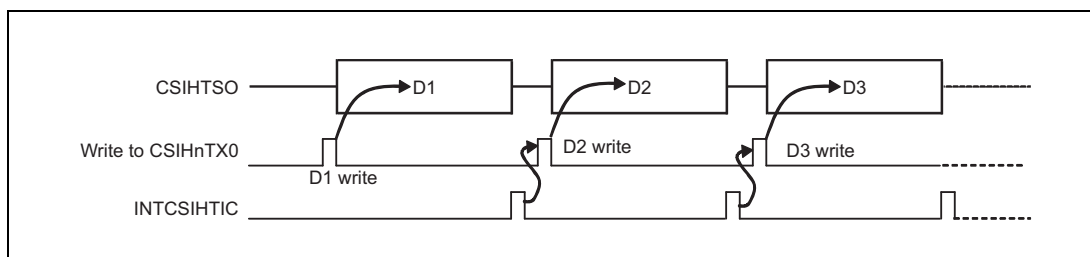 CSIHTSO
D1
D2
D3
Write to CSIHnTX0
D1 write
D2 write
D3 write
INTCSIHTIC